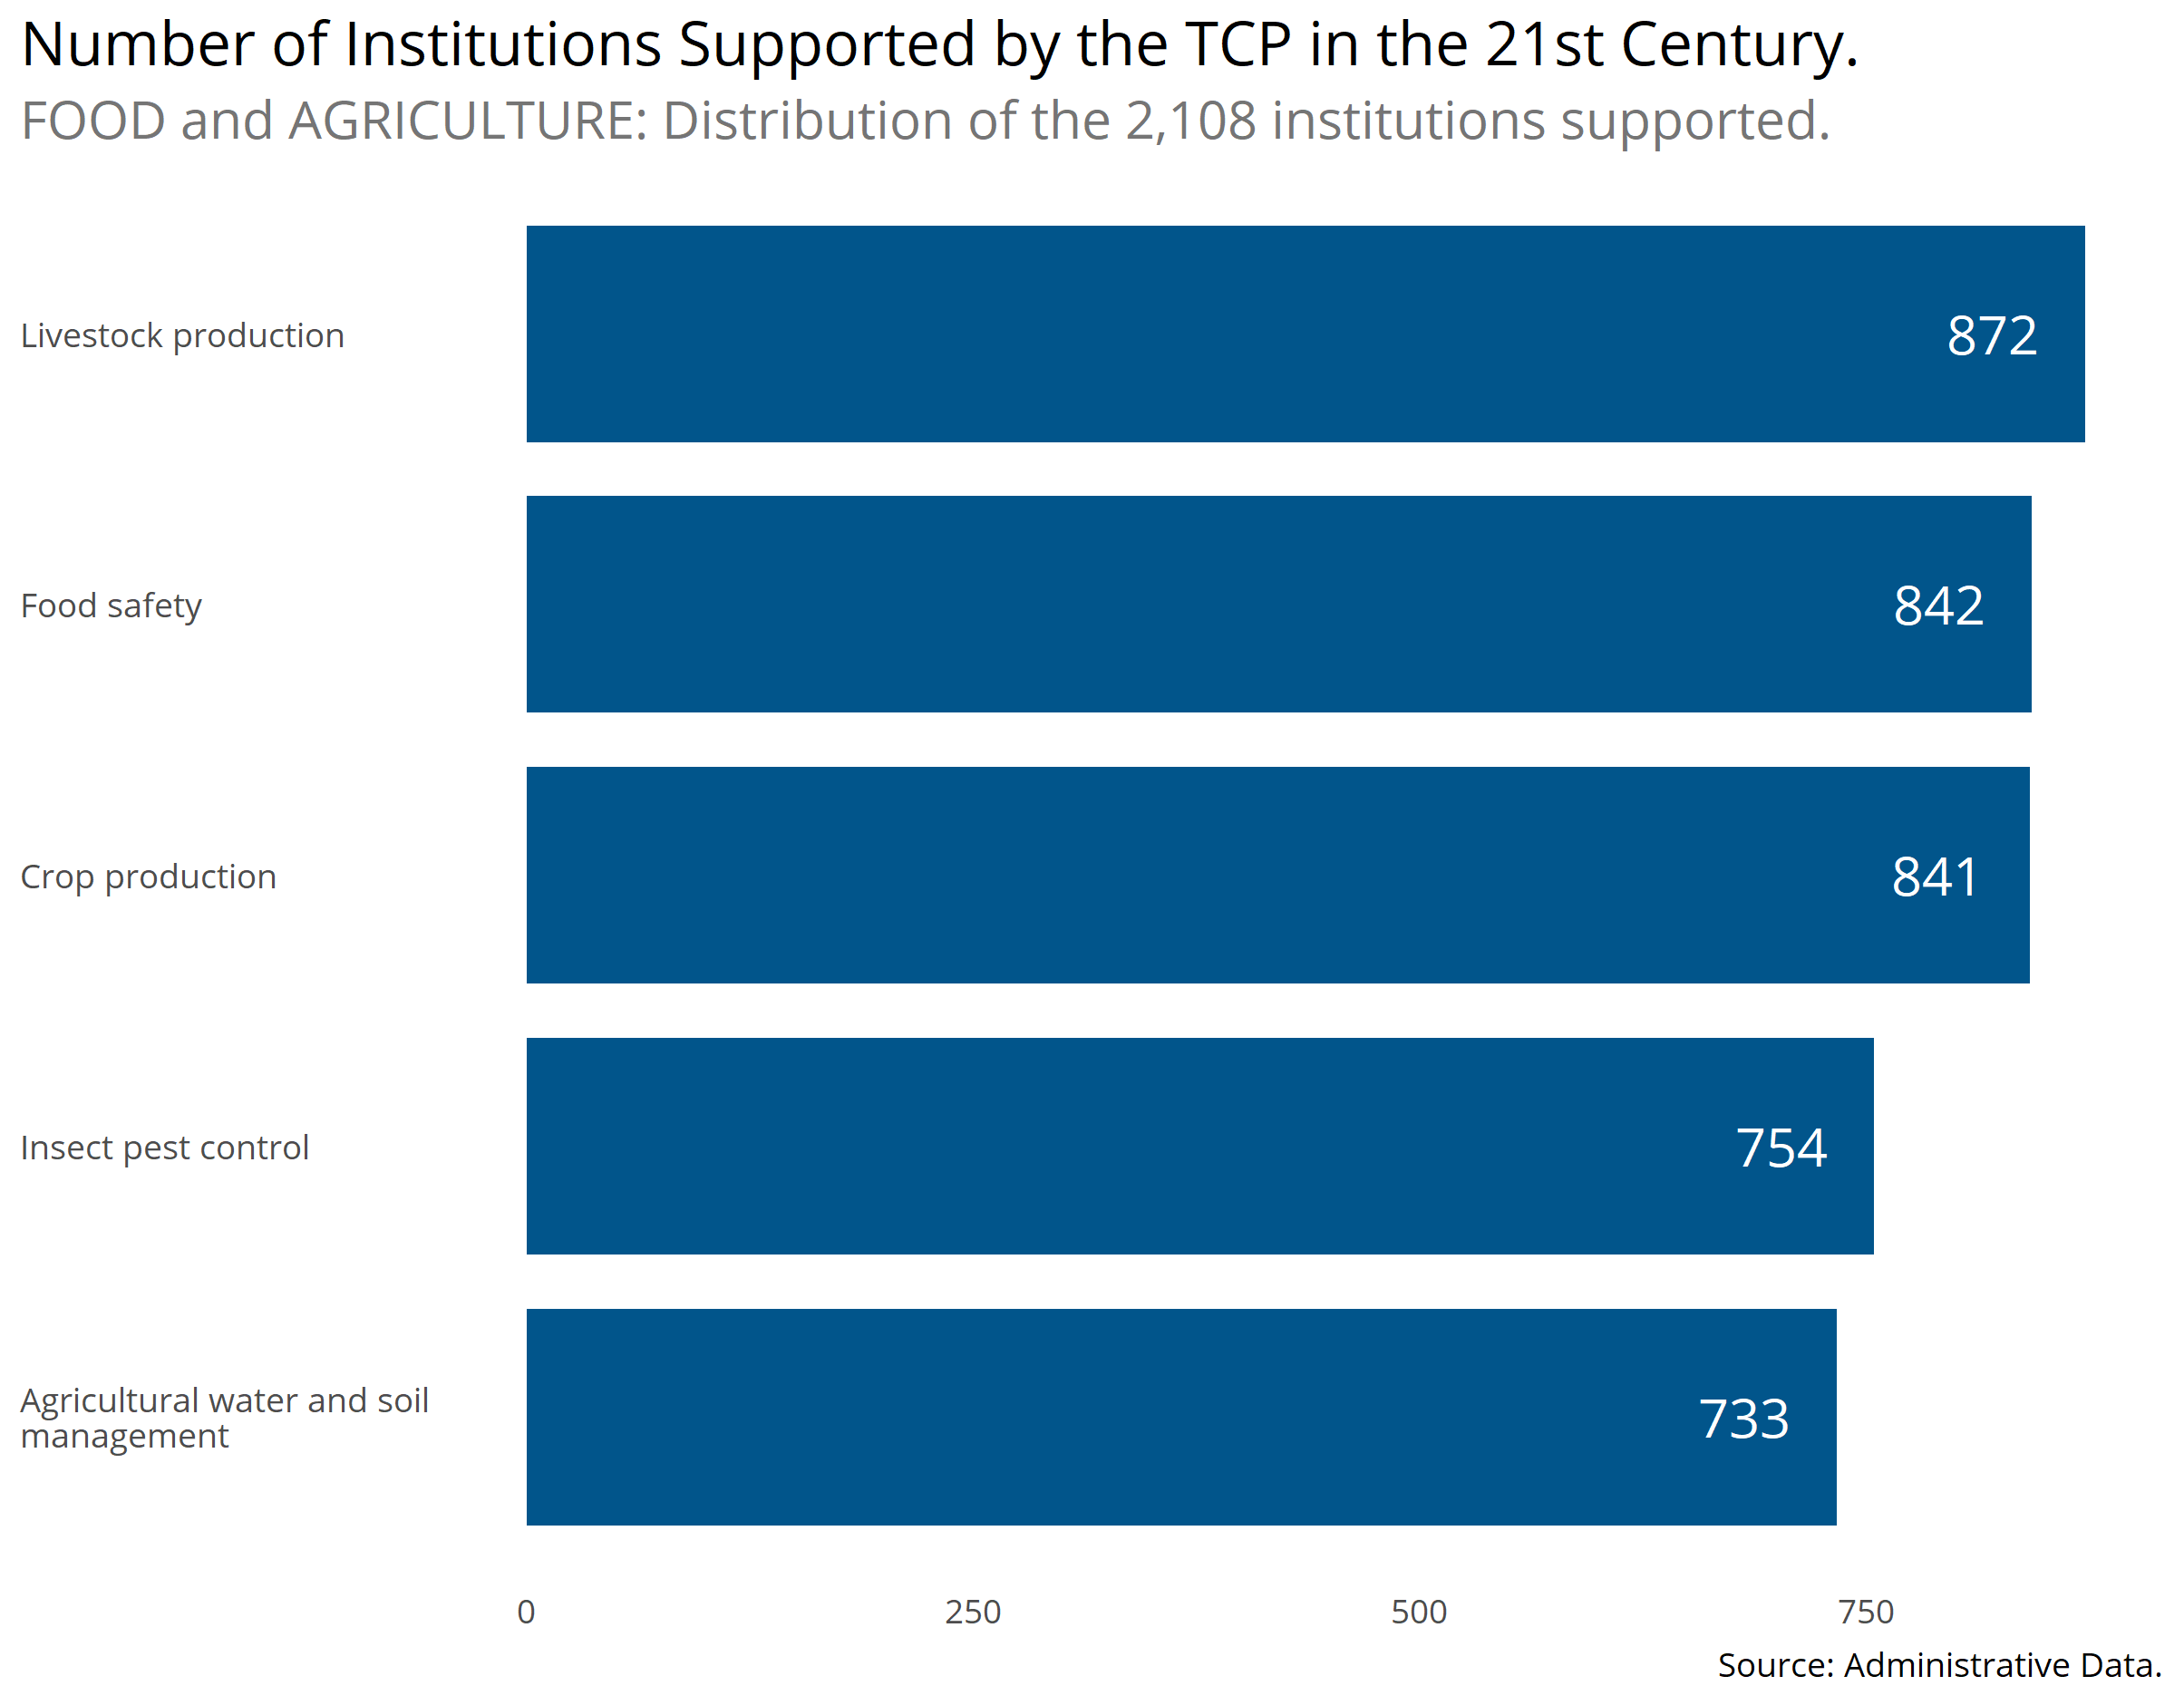 Number of Institutions Supported by the TCP in the 21st Century.
FOOD and AGRICULTURE: Distribution of the 2,108 institutions supported.
Livestock production
872
Food safety
842
Crop production
841
Insect pest control
754
Agricultural water and soil
management
733
0
250
500
750
Source: Administrative Data.